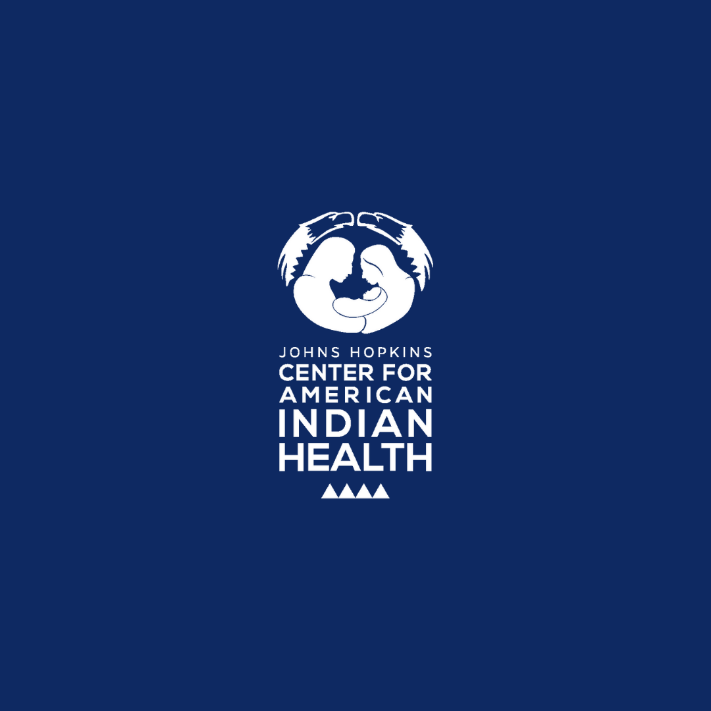 JOHNS HOPKINS
CENTER FOR
AMERICAN
INDIAN
HEALTH